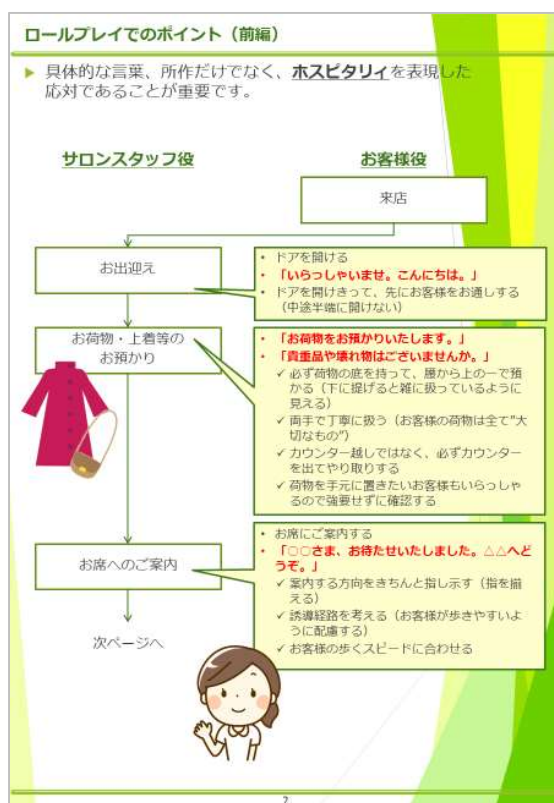 ロールプレイでのポイント（前編）
▶ 具体的な言葉、所作だけでなく、ホスピタリィを表現した
応対であることが重要です。
サロンスタッフ役
お客様役
来店
お出迎え
• ドアを開ける
• 「いらっしゃいませ。こんにちは。」
• ドアを開けきって、先にお客様をお通しする
（中途半端に開けない）
お荷物・上着等の
お預かり
• 「お荷物をお預かりいたします。」
• 「貴重品や壊れ物はございませんか。」
✓ 必ず荷物の底を持って、腰から上の一で預
かる（下に提げると雑に扱っているように
見える）
✓ 両手で丁寧に扱う（お客様の荷物は全て”大
切なもの”）
✓ カウンター越しではなく、必ずカウンター
を出てやり取りする
✓ 荷物を手元に置きたいお客様もいらっしゃ
るので強要せずに確認する
お席へのご案内
• お席にご案内する
• 「○○さま、お待たせいたしました。△△へど
うぞ。」
✓ 案内する方向をきちんと指し示す（指を揃
える）
✓ 誘導経路を考える（お客様が歩きやすいよ
うに配慮する）
✓ お客様の歩くスピードに合わせる
次ページへ
7